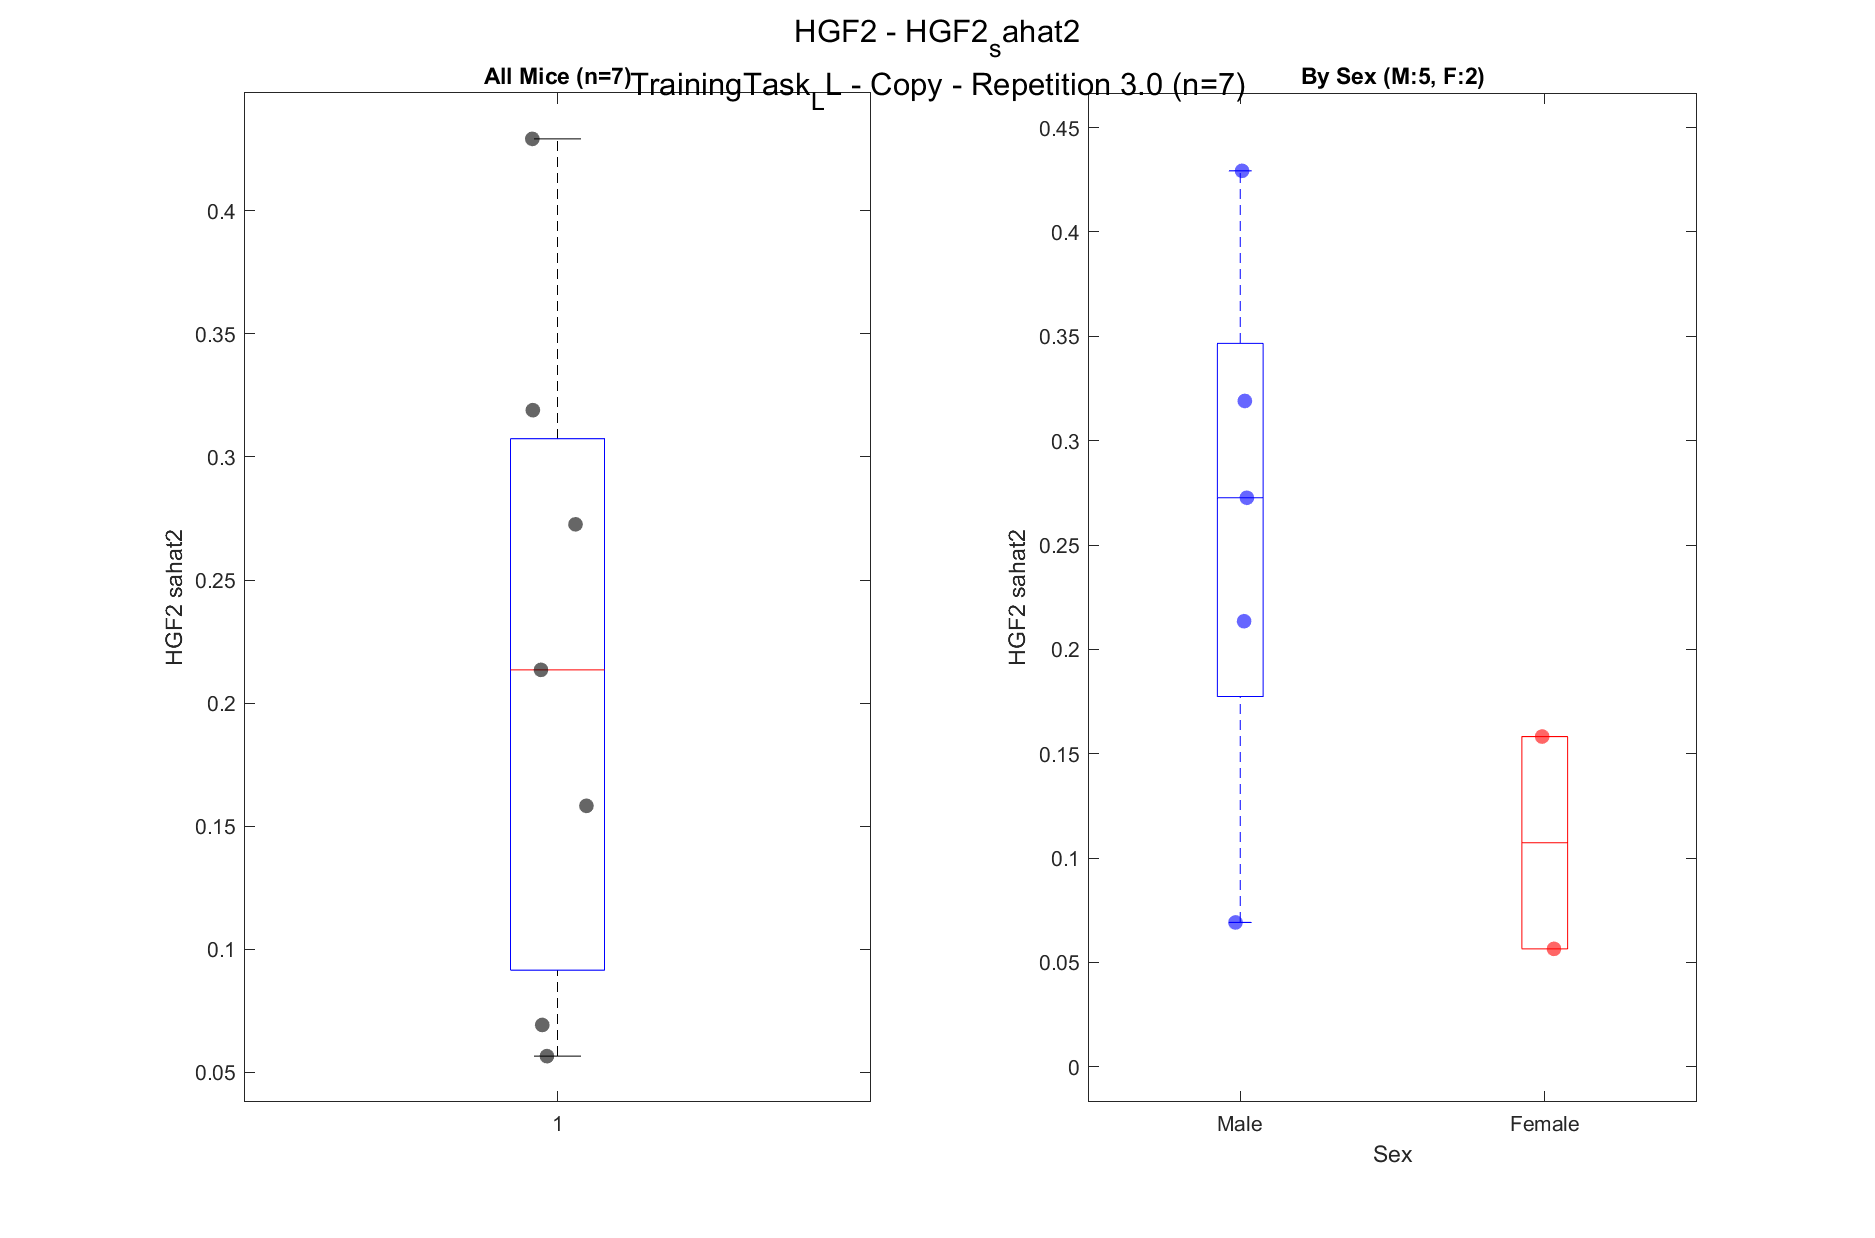 HGF2 - HGF2sahat2
TrainingTaskLL - Copy - Repetition 3.0 (n=7)
All Mice (n=7)
HGF2 sahat2
0.4
0.35
0.3
0.25
0.2
0.15
0.1
0.05
1
By Sex (M:5, F:2)
HGF2 sahat2
0.45
0.4
0.35
0.3
0.25
0.2
0.15
0.1
0.05
0
Male Female
Sex